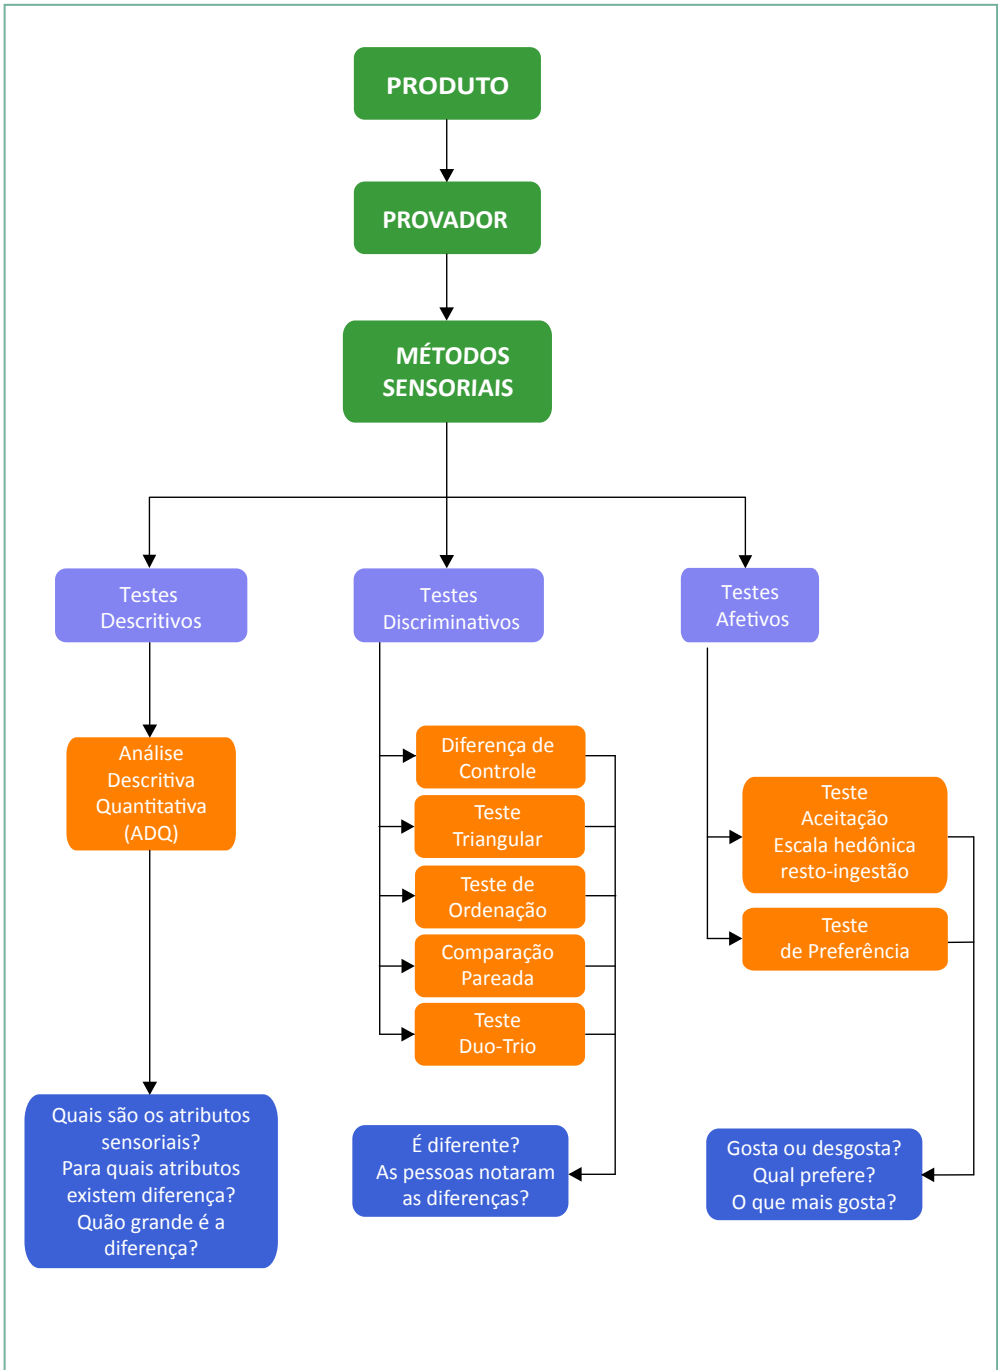 PRODUTO
PROVADOR
MÉTODOS
SENSORIAIS
Testes
Descritivos
Testes
Discriminativos
Testes
Afetivos
Análise
Descritiva
Quantitativa
(ADQ)
Diferença de
Controle
Teste
Triangular
Teste de
Ordenação
Comparação
Pareada
Teste
Duo-Trio
Teste
Aceitação
Escala hedônica
resto-ingestão
Teste
de Preferência
Quais são os atributos
sensoriais?
Para quais atributos
existem diferença?
Quão grande é a
diferença?
É diferente?
As pessoas notaram
as diferenças?
Gosta ou desgosta?
Qual prefere?
O que mais gosta?